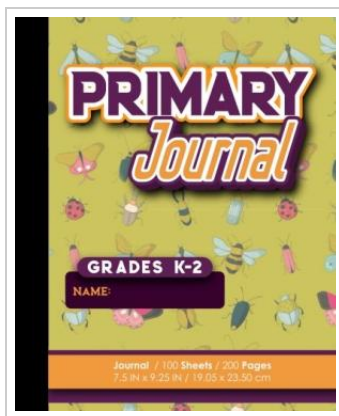 PRIMARY
Journal
GRADES K-2
NAME:
Journal / 100 Sheets / 200 Pages
7.5 IN x 9.25 IN / 19.05 x 23.50 cm